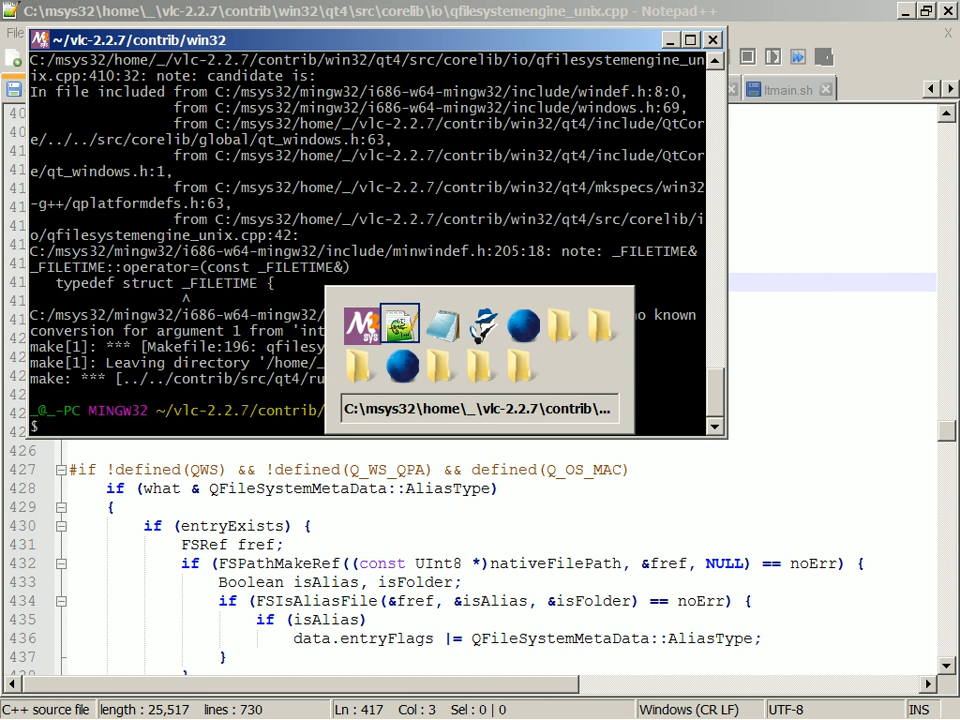 C:\msys32\home\_\vlc-2.2.7\contrib\win32\qt4\src\corelib\io\qfilesystemengine_unix.cpp - Notepad++
File
ltmain.sh
~/vlc-2.2.7/contrib/win32
C:/msys32/home/_/vlc-2.2.7/contrib/win32/qt4/src/corelib/io/qfilesystemengine_un
ix.cpp:410:32: note: candidate is:
In file included from C:/msys32/mingw32/i686-w64-mingw32/include/windef.h:8:0,
from C:/msys32/mingw32/i686-w64-mingw32/include/windows.h:69,
from C:/msys32/home/_/vlc-2.2.7/contrib/win32/qt4/include/QtCor
e/../../src/corelib/global/qt_windows.h:63,
from C:/msys32/home/_/vlc-2.2.7/contrib/win32/qt4/include/QtCor
e/qt_windows.h:1,
from C:/msys32/home/_/vlc-2.2.7/contrib/win32/qt4/mkspecs/win32
-g++/qplatformdefs.h:63,
from C:/msys32/home/_/vlc-2.2.7/contrib/win32/qt4/src/corelib/i
o/qfilesystemengine_unix.cpp:42:
C:/msys32/mingw32/i686-w64-mingw32/include/minwindef.h:205:18: note: _FILETIME&
_FILETIME::operator=(const _FILETIME&)
typedef struct _FILETIME {
^
C:/msys32/mingw32/i686-w64-mingw32/ no known
conversion for argument 1 from 'int
make[1]: *** [Makefile:196: qfilesy
make[1]: Leaving directory '/home/_
make: *** [../../contrib/src/qt4/ru
_@_-PC MINGW32 ~/vlc-2.2.7/contrib/
$
C:\msys32\home\_\vlc-2.2.7\contrib\...
426
427 #if !defined(QWS) && !defined(Q_WS_QPA) && defined(Q_OS_MAC)
428 if (what & QFileSystemMetaData::AliasType)
429 {
430 if (entryExists) {
431 FSRef fref;
432 if (FSPathMakeRef((const UInt8 *)nativeFilePath, &fref, NULL) == noErr) {
433 Boolean isAlias, isFolder;
434 if (FSIsAliasFile(&fref, &isAlias, &isFolder) == noErr) {
435 if (isAlias)
436 data.entryFlags |= QFileSystemMetaData::AliasType;
437 }
C++ source file length : 25,517 lines : 730 Ln : 417 Col : 3 Sel : 0 | 0 Windows (CR LF) UTF-8 INS